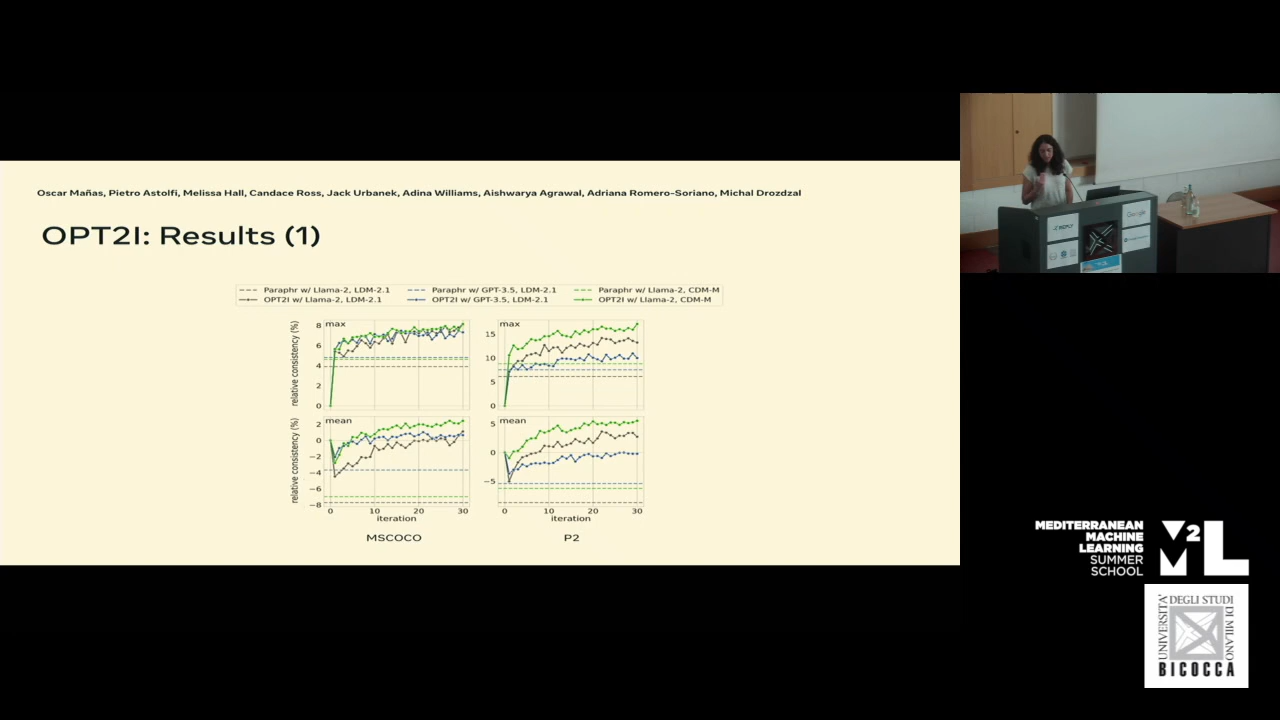 Oscar Mañas, Pietro Astolfi, Melissa Hall, Candace Ross, Jack Urbanek, Adina Williams, Aishwarya Agrawal, Adriana Romero-Soriano, Michal Drozdzal
OPT2I: Results (1)
Paraphr w/ Llama-2, LDM-2.1
Paraphr w/ GPT-3.5, LDM-2.1
Paraphr w/ Llama-2, CDM-M
OPT2I w/ Llama-2, LDM-2.1
OPT2I w/ GPT-3.5, LDM-2.1
OPT2I w/ Llama-2, CDM-M
relative consistency (%)
max
8
6
4
2
0
max
15
10
5
0
relative consistency (%)
mean
2
0
−2
−4
−6
−8
mean
5
0
−5
0 10 20 30
iteration
0 10 20 30
iteration
MSCOCO
P2
REPLY
Google
MEDITERRANEAN
MACHINE
LEARNING
SUMMER
SCHOOL
M2L
UNIVERSITA'
DEGLI STUDI
DI MILANO
BICOCCA